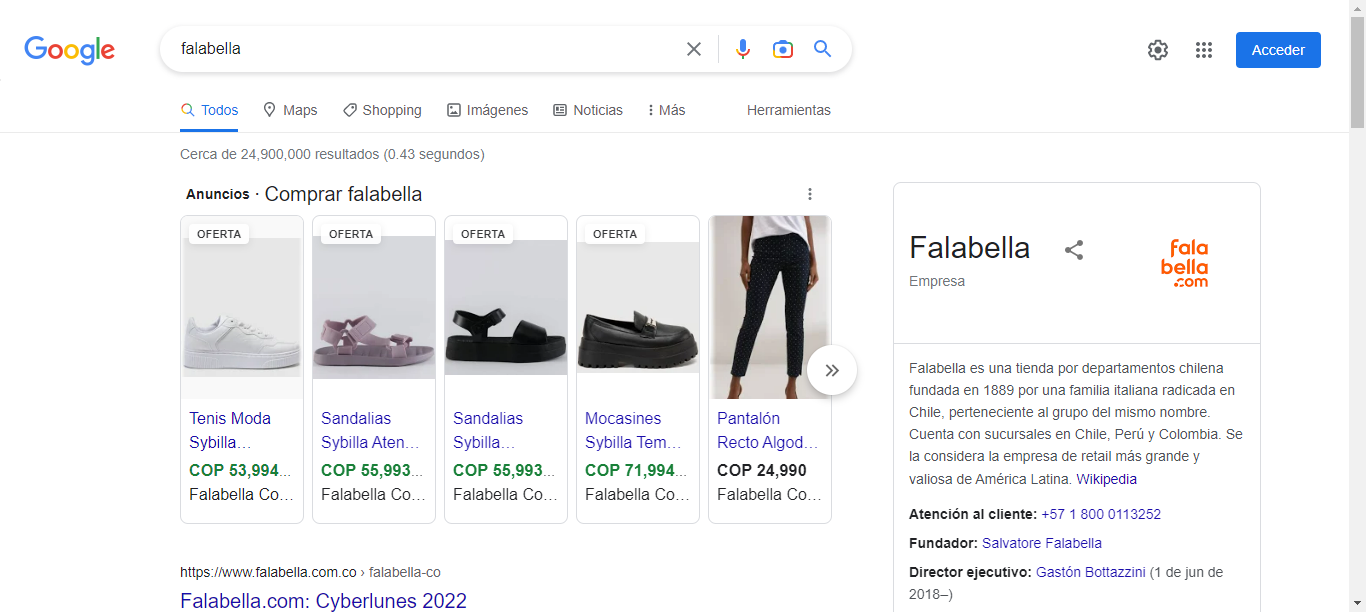 Google
falabella
Acceder
Todos
Maps
Shopping
Imágenes
Noticias
Más
Herramientas
Cerca de 24,900,000 resultados (0.43 segundos)
Anuncios · Comprar falabella
OFERTA
Tenis Moda
Sybilla…
COP 53,994…
Falabella Co…
OFERTA
Sandalias
Sybilla Aten…
COP 55,993…
Falabella Co…
OFERTA
Sandalias
Sybilla…
COP 55,993…
Falabella Co…
OFERTA
Mocasines
Sybilla Tem…
COP 71,994…
Falabella Co…
Pantalón
Recto Algod…
COP 24,990
Falabella Co…
https://www.falabella.com.co › falabella-co
Falabella.com: Cyberlunes 2022
Falabella
Empresa
fala
bella
.com
Falabella es una tienda por departamentos chilena
fundada en 1889 por una familia italiana radicada en
Chile, perteneciente al grupo del mismo nombre.
Cuenta con sucursales en Chile, Perú y Colombia. Se
la considera la empresa de retail más grande y
valiosa de América Latina. Wikipedia
Atención al cliente: +57 1 800 0113252
Fundador: Salvatore Falabella
Director ejecutivo: Gastón Bottazzini (1 de jun de
2018–)